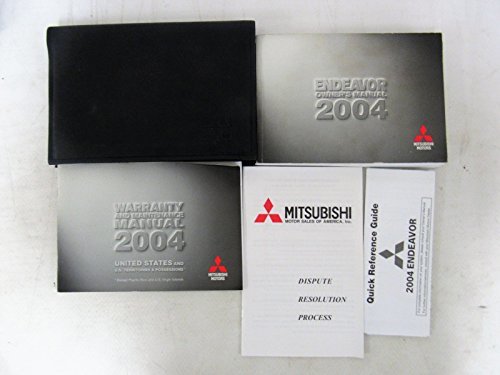 ENDEAVOR
OWNER'S MANUAL
2004
MITSUBISHI
MOTORS
WARRANTY
AND MAINTENANCE
MANUAL
2004
UNITED STATES AND
U.S. TERRITORIES & POSSESSIONS*
MITSUBISHI
MOTORS
MITSUBISHI
MOTOR SALES OF AMERICA, Inc.
DISPUTE
RESOLUTION
PROCESS
Quick Reference Guide
2004 ENDEAVOR